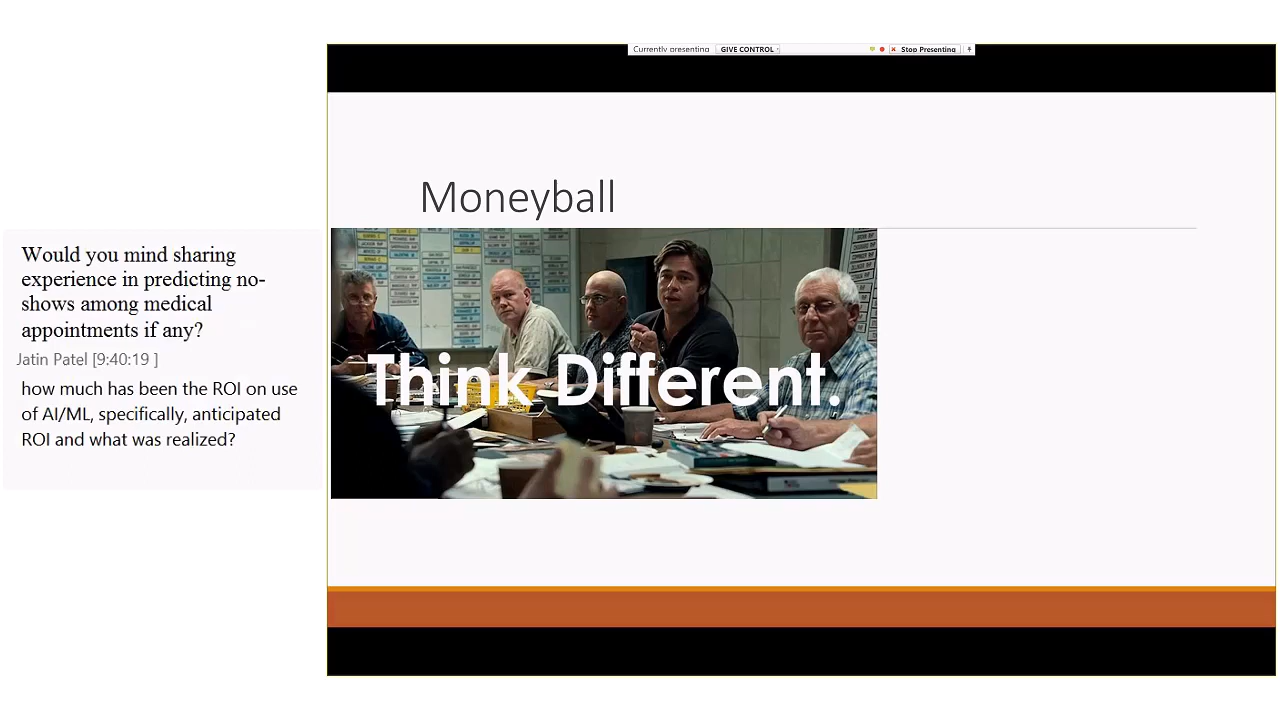 Currently presenting GIVE CONTROL Stop Presenting
Would you mind sharing
experience in predicting no-
shows among medical
appointments if any?
Jatin Patel [9:40:19 ]
how much has been the ROI on use
of AI/ML, specifically, anticipated
ROI and what was realized?
Moneyball
Think Different.